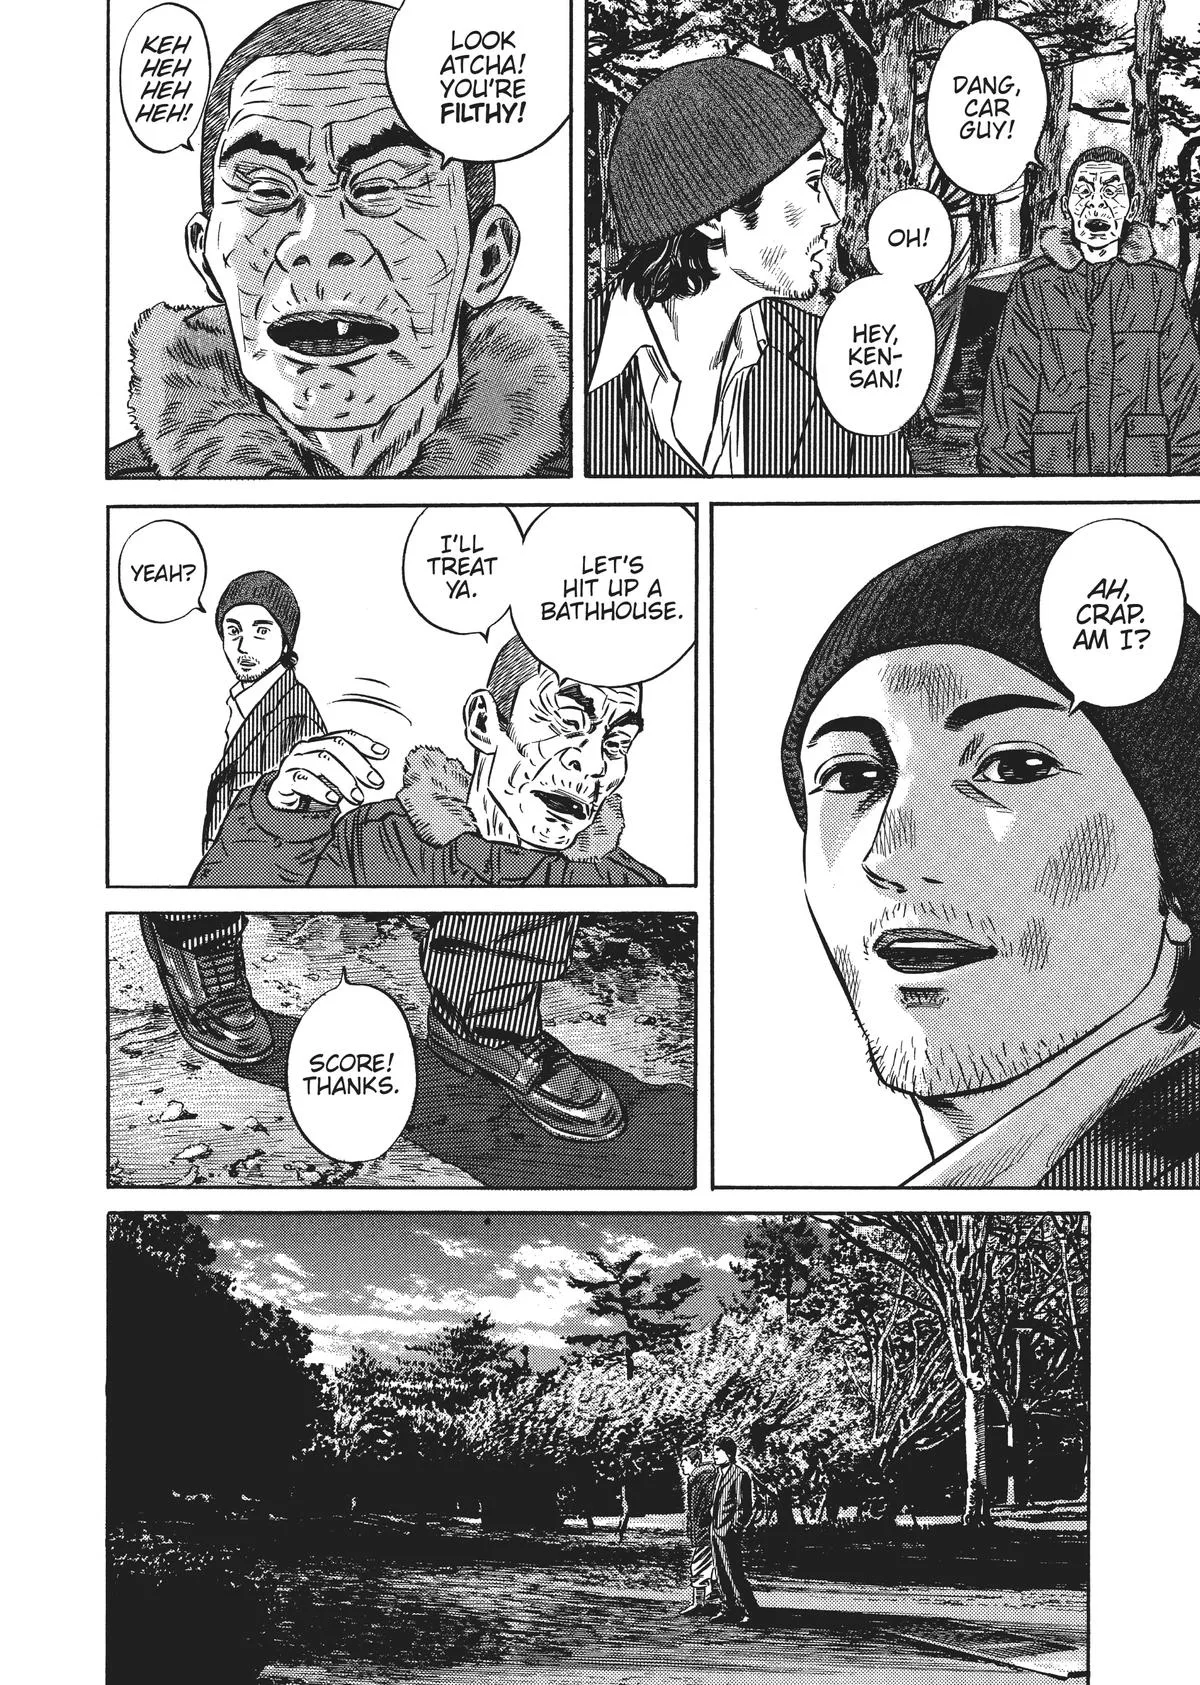 DANG,
CAR
GUY!
OH!
HEY,
KEN-
SAN!
LOOK
ATCHA!
YOU'RE
FILTHY!
KEH
HEH
HEH
HEH!
AH,
CRAP.
AM I?
LET'S
HIT UP A
BATHHOUSE.
I'LL
TREAT
YA.
YEAH?
SCORE!
THANKS.